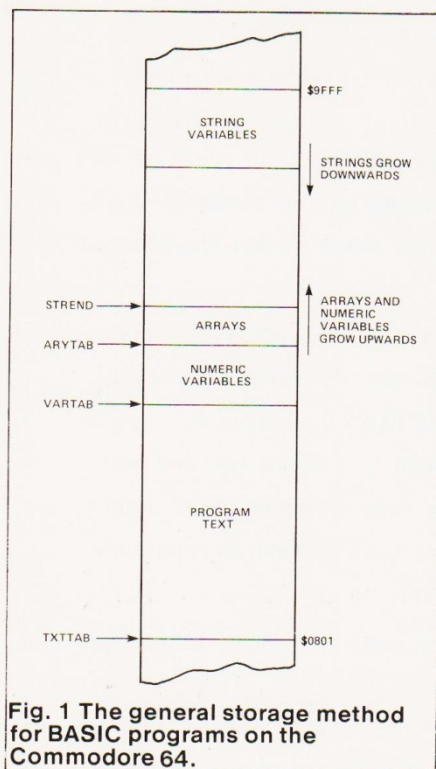 $9FFF
STRING
VARIABLES
STRINGS GROW
DOWNWARDS
STREND
ARRAYS
ARYTAB
ARRAYS AND
NUMERIC
VARIABLES
GROW UPWARDS
NUMERIC
VARIABLES
VARTAB
PROGRAM
TEXT
TXTTAB
$0801
Fig. 1 The general storage method
for BASIC programs on the
Commodore 64.